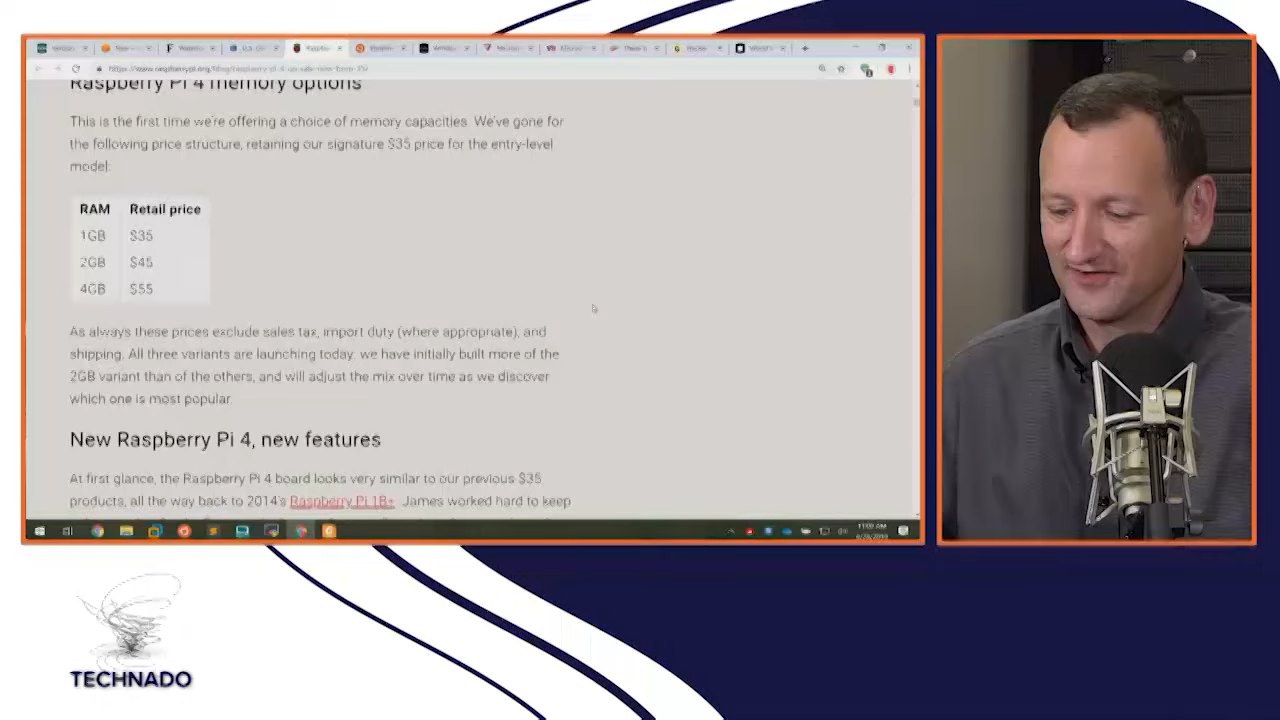 Raspberry Pi 4 memory options
This is the first time we're offering a choice of memory capacities. We've gone for
the following price structure, retaining our signature $35 price for the entry-level
model:
RAM Retail price
1GB $35
2GB $45
4GB $55
As always these prices exclude sales tax, import duty (where appropriate), and
shipping. All three variants are launching today: we have initially built more of the
2GB variant than of the others, and will adjust the mix over time as we discover
which one is most popular.
New Raspberry Pi 4, new features
At first glance, the Raspberry Pi 4 board looks very similar to our previous $35
products, all the way back to 2014's Raspberry Pi 1B+. James worked hard to keep
11:09 AM
TECHNADO